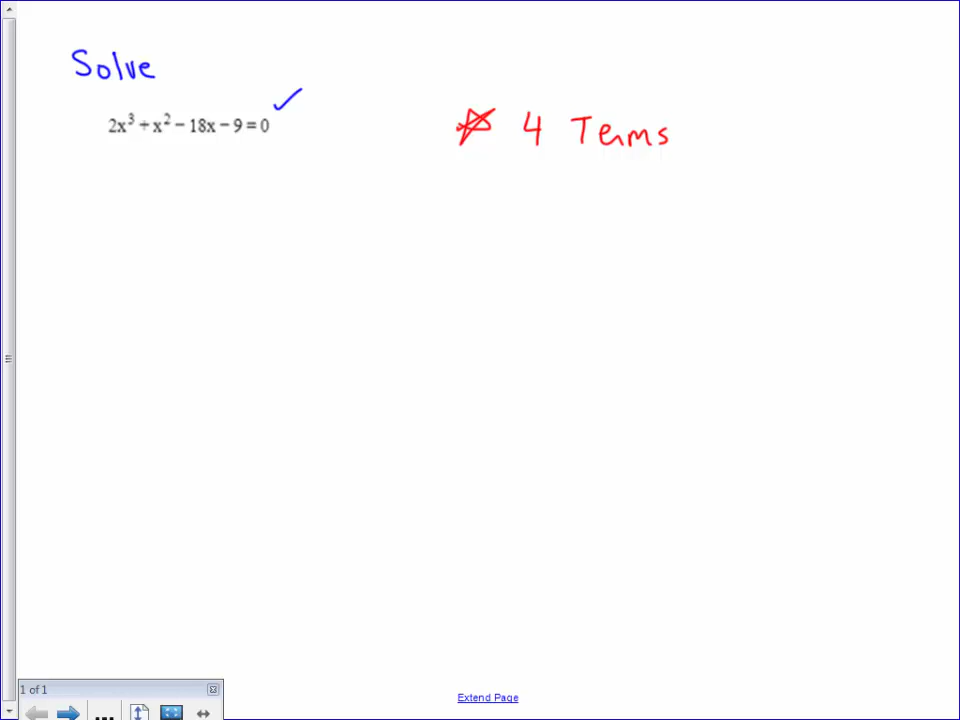 Solve
2x³ + x² − 18x − 9 = 0
4 Terms
1 of 1
Extend Page